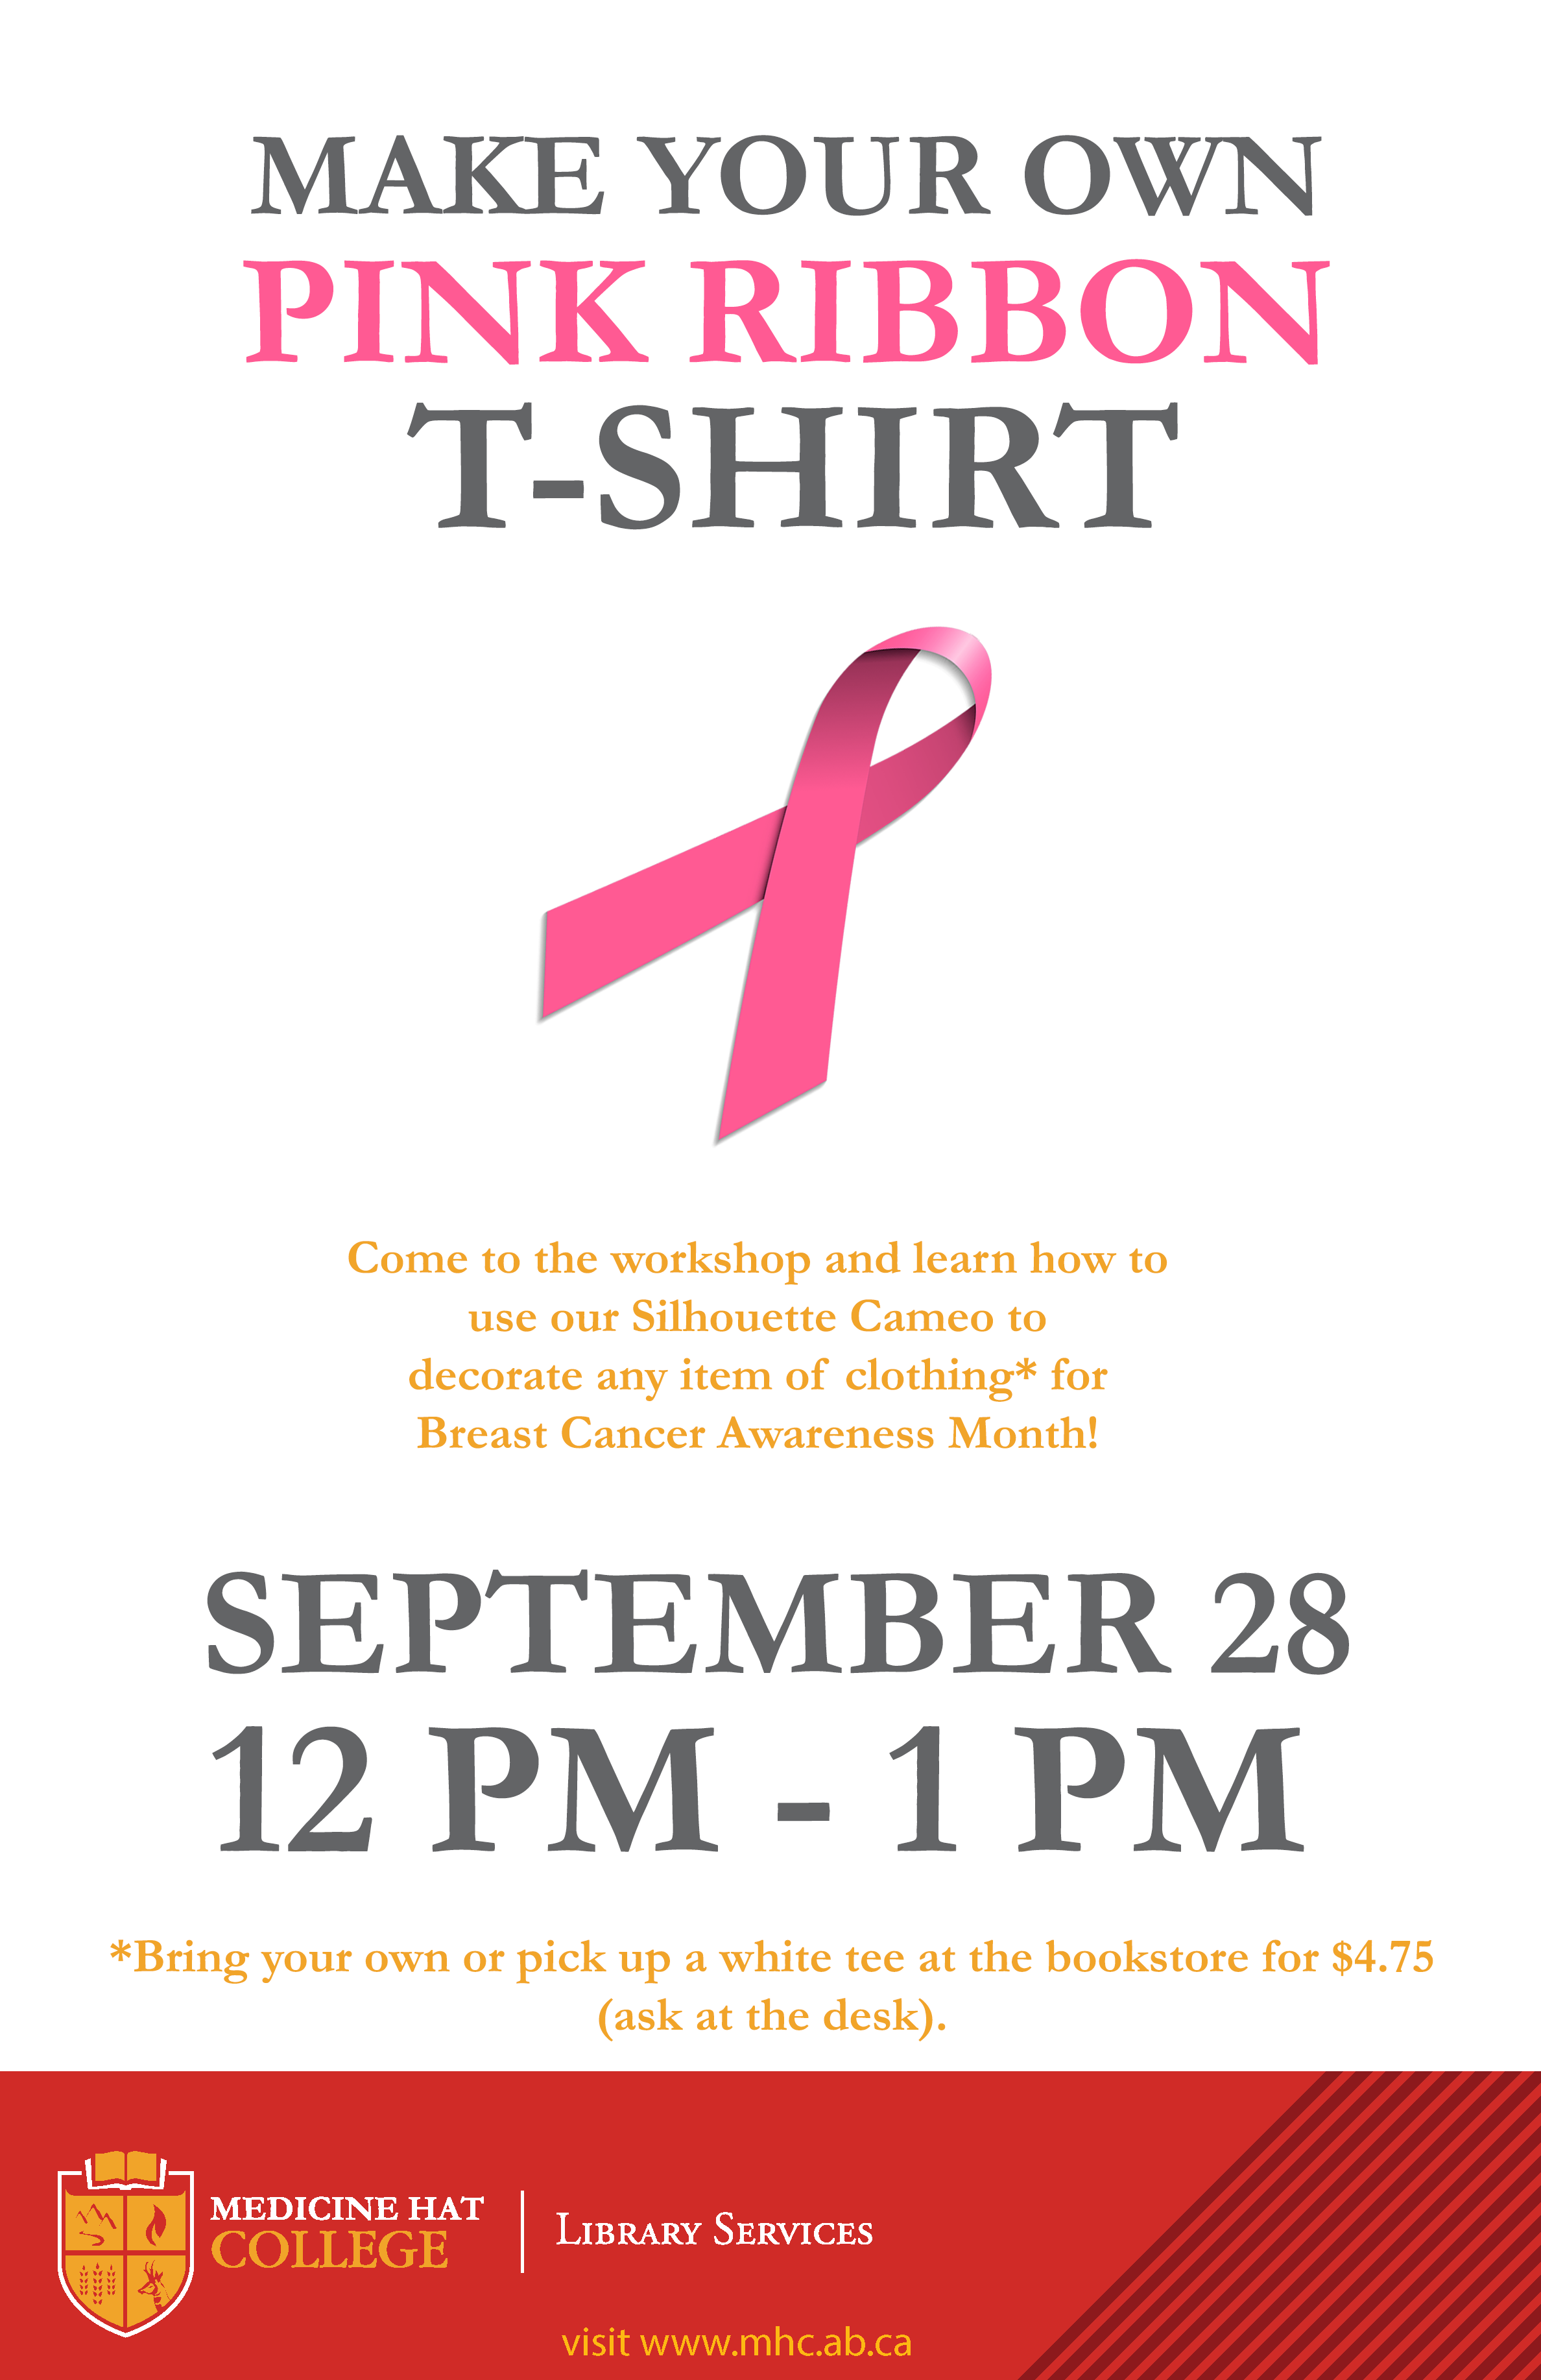 MAKE YOUR OWN
PINK RIBBON
T-SHIRT
Come to the workshop and learn how to
use our Silhouette Cameo to
decorate any item of clothing* for
Breast Cancer Awareness Month!
SEPTEMBER 28
12 PM - 1 PM
*Bring your own or pick up a white tee at the bookstore for $4.75
(ask at the desk).
MEDICINE HAT
COLLEGE
LIBRARY SERVICES
visit www.mhc.ab.ca